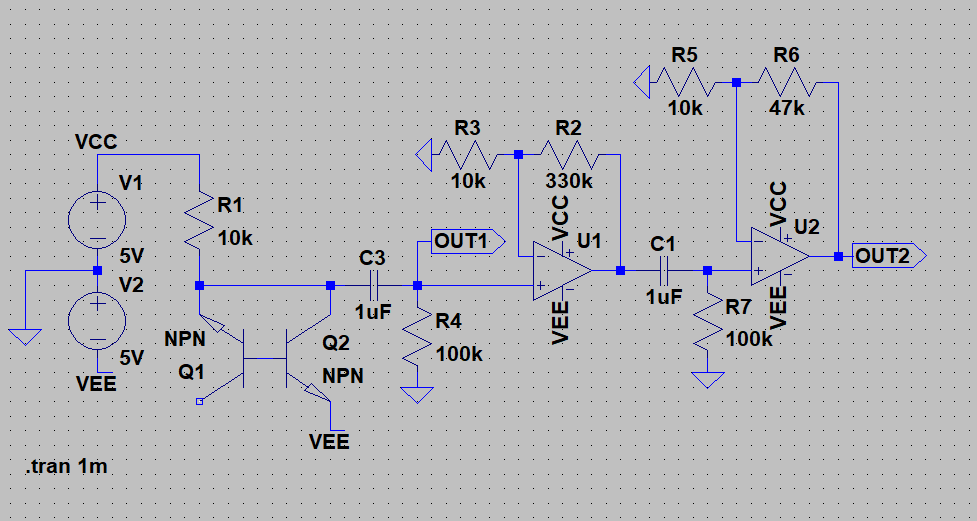 R5
R6
10k
47k
R3
R2
10k
330k
VCC
V1
5V
V2
5V
VEE
R1
10k
NPN
Q1
Q2
NPN
VEE
C3
1uF
OUT1
R4
100k
VCC
U1
VEE
C1
1uF
R7
100k
VCC
U2
VEE
OUT2
.tran 1m